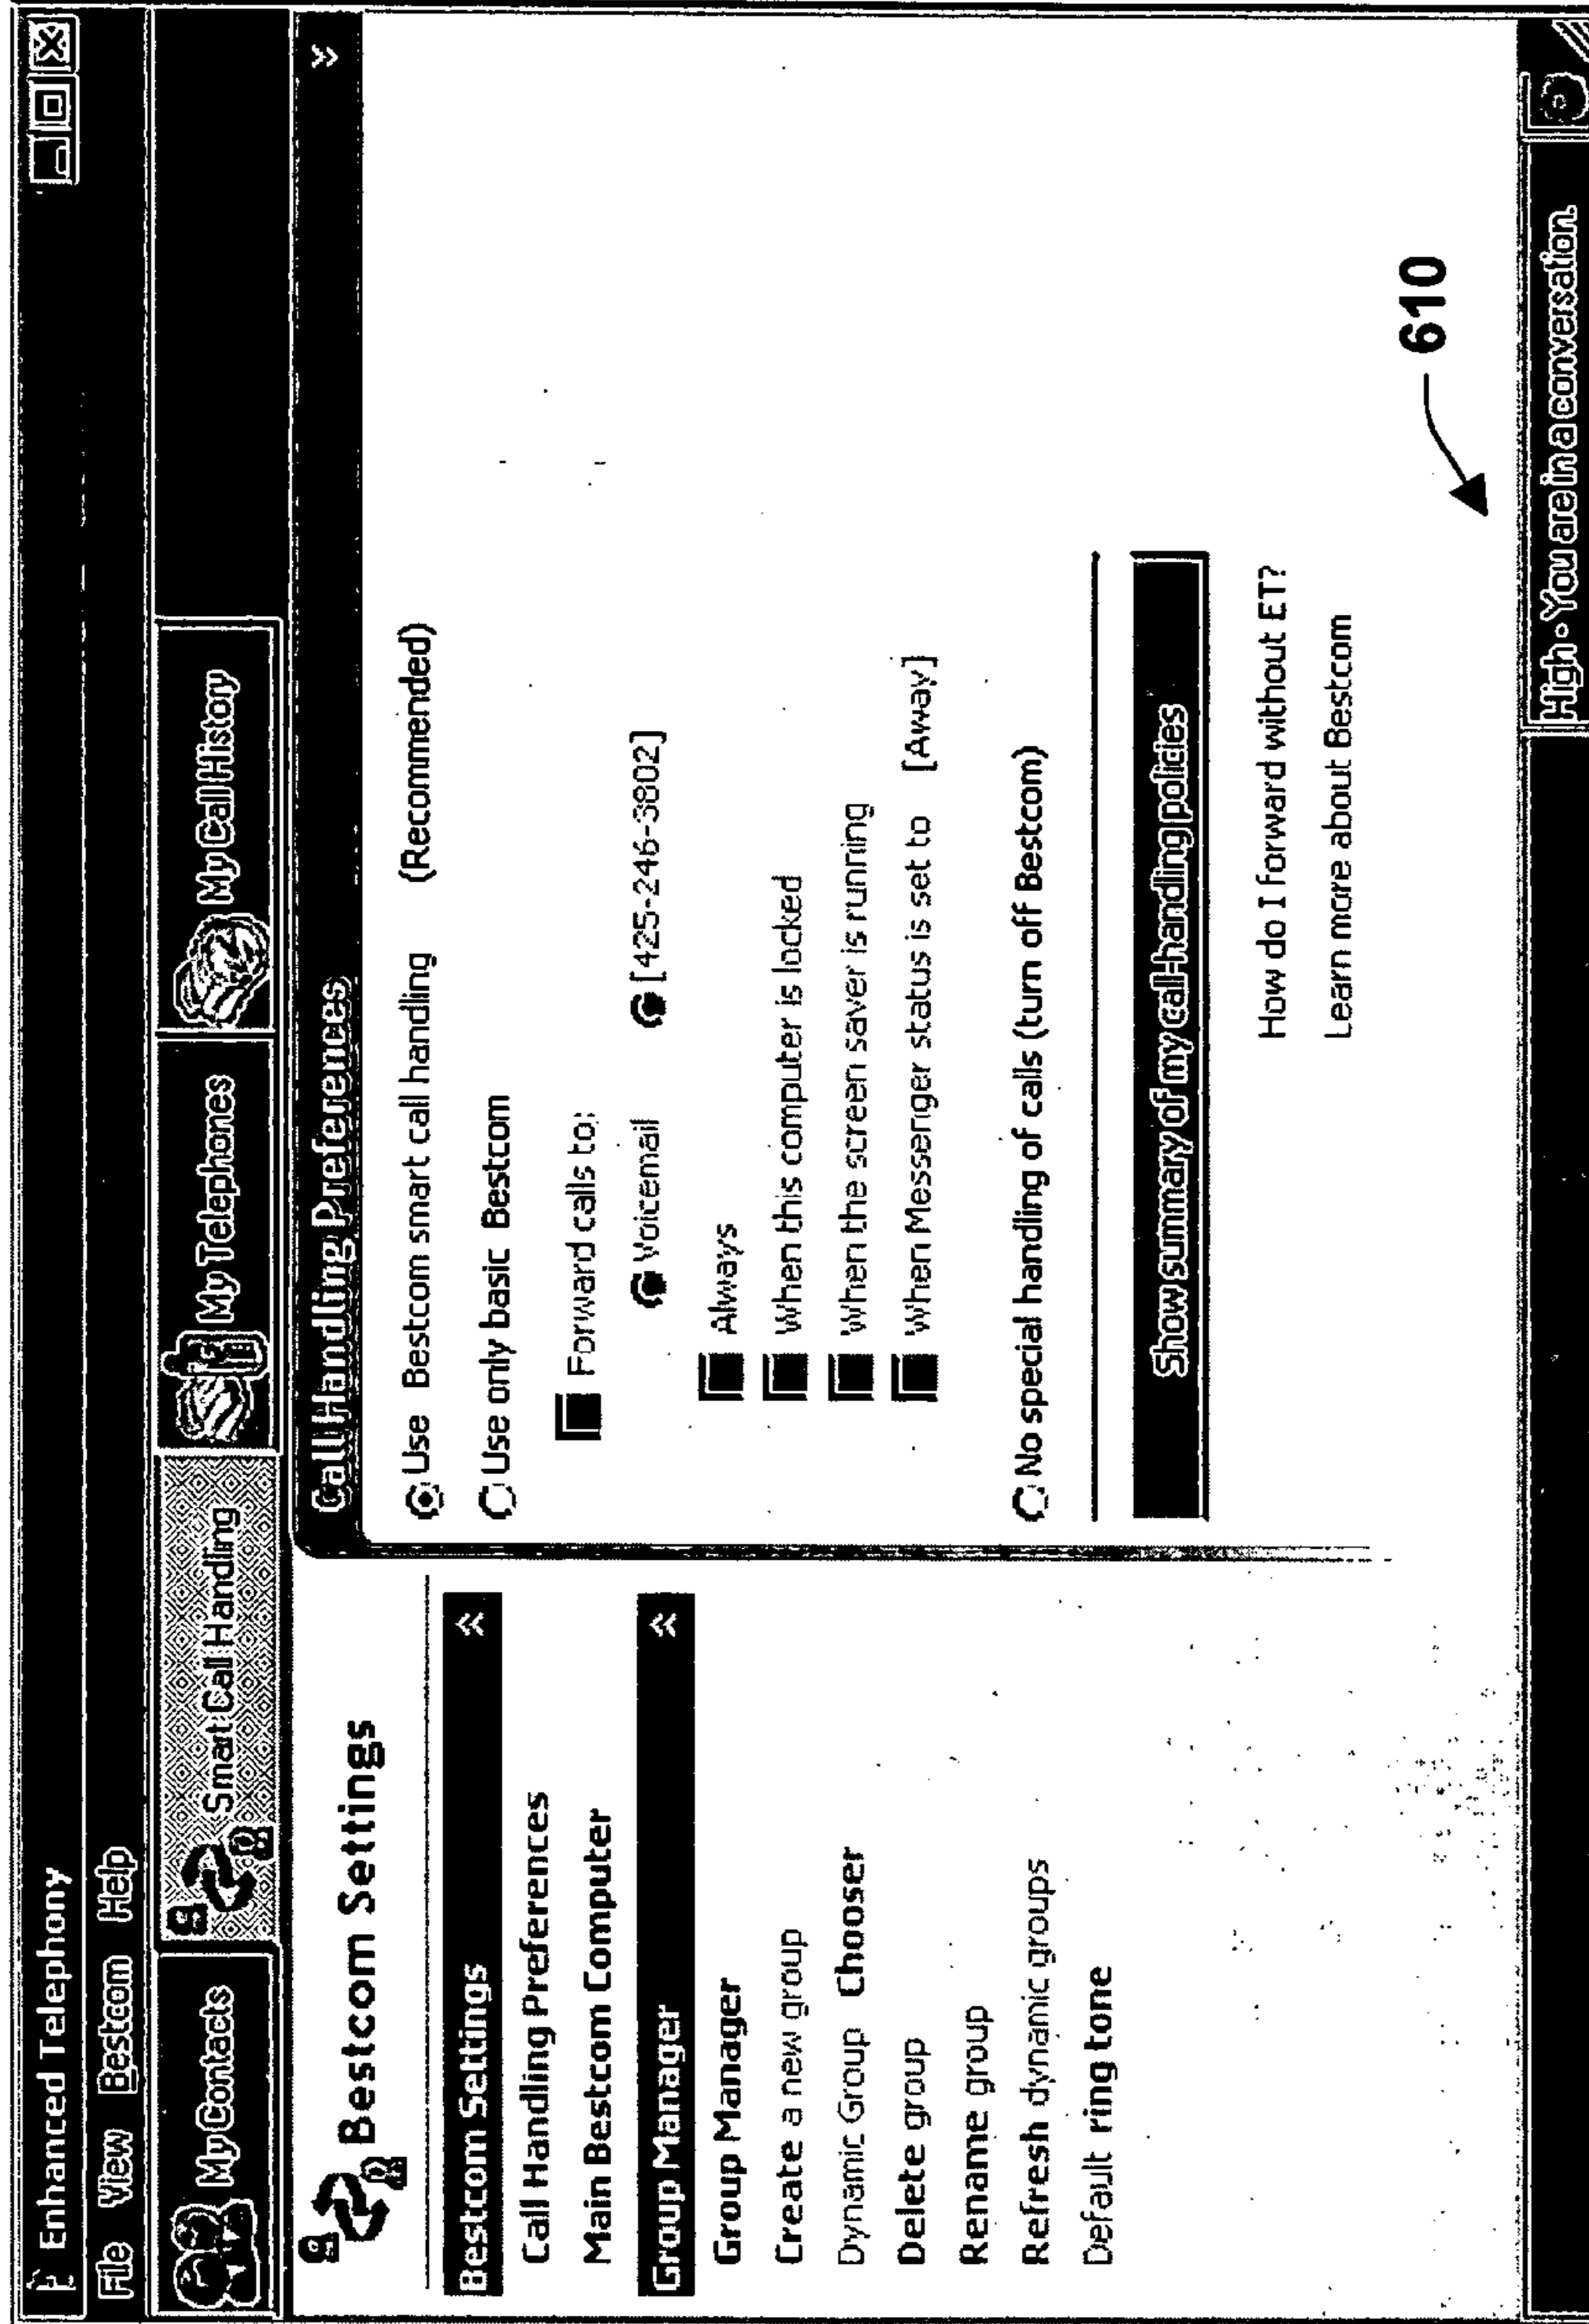 Enhanced Telephony
File View Bestcom Help
My Contacts Smart Call Handling My Telephones My Call History
Bestcom Settings
Bestcom Settings
Call Handling Preferences
Main Bestcom Computer
Group Manager
Group Manager
Create a new group
Dynamic Group Chooser
Delete group
Rename group
Refresh dynamic groups
Default ring tone
Call Handling Preferences
Use Bestcom smart call handling (Recommended)
Use only basic Bestcom
Forward calls to:
Voicemail [425-246-3802]
Always
When this computer is locked
When the screen saver is running
When Messenger status is set to [Away]
No special handling of calls (turn off Bestcom)
Show summary of my call-handling policies
How do I forward without ET?
Learn more about Bestcom
610
High • You are in a conversation.